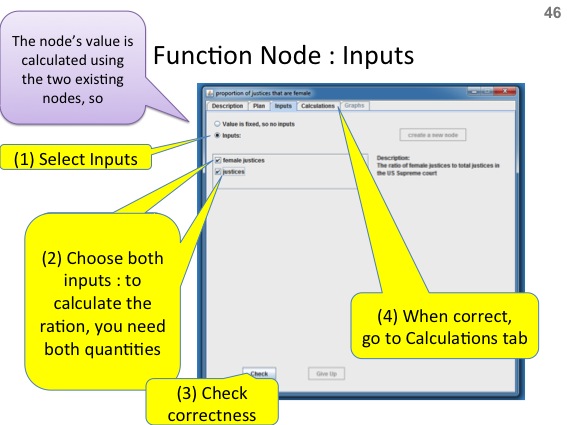 46
The node's value is
calculated using
the two existing
nodes, so
Function Node : Inputs
proportion of justices that are female
Description Plan Inputs Calculations Graphs
Value is fixed, so no inputs
Inputs:
create a new node
(1) Select Inputs
female justices
justices
Description:
The ratio of female justices to total justices in
the US Supreme court
(2) Choose both
inputs : to
calculate the
ration, you need
both quantities
(4) When correct,
go to Calculations tab
Check
Give Up
(3) Check
correctness